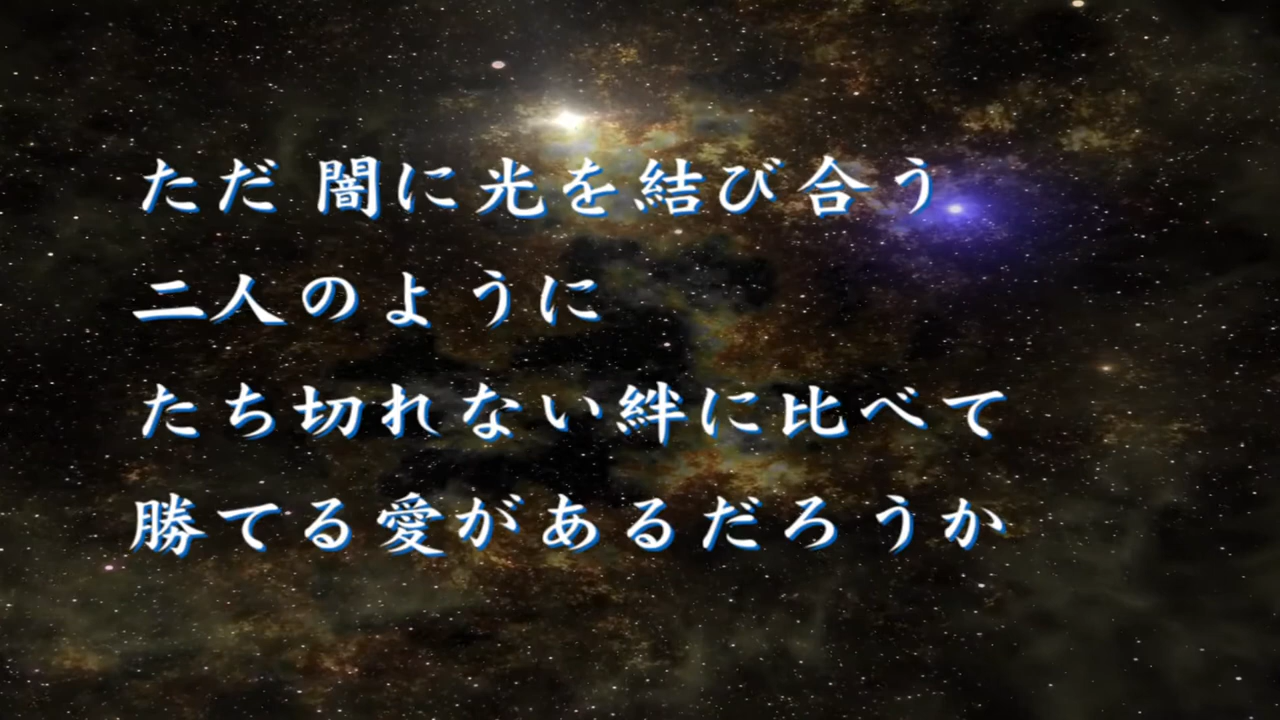 ただ 闇に光を結び合う
二人のように
たち切れない絆に比べて
勝てる愛があるだろうか